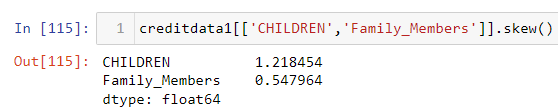 In [115]: 1 creditdata1[['CHILDREN','Family_Members']].skew()
Out[115]: CHILDREN 1.218454
Family_Members 0.547964
dtype: float64